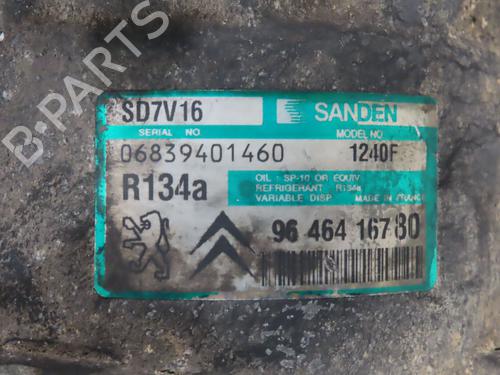 B-PARTS
SD7V16
SANDEN
SERIAL NO
MODEL NO
06839401460
1240F
R134a
OIL : SP-10 OR EQUIV.
REFRIGERANT R134a
VARIABLE DISP. MADE IN FRANCE
96 464 167 80